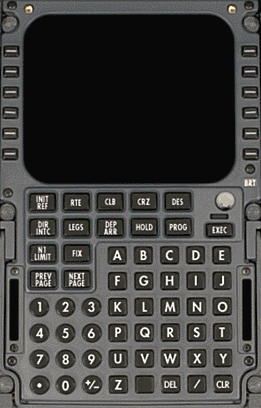 BRT
INIT REF RTE CLB CRZ DES
DIR INTC LEGS DEP ARR HOLD PROG EXEC
N1 LIMIT FIX A B C D E
PREV PAGE NEXT PAGE F G H I J
1 2 3 K L M N O
4 5 6 P Q R S T
7 8 9 U V W X Y
. 0 +/- Z DEL / CLR